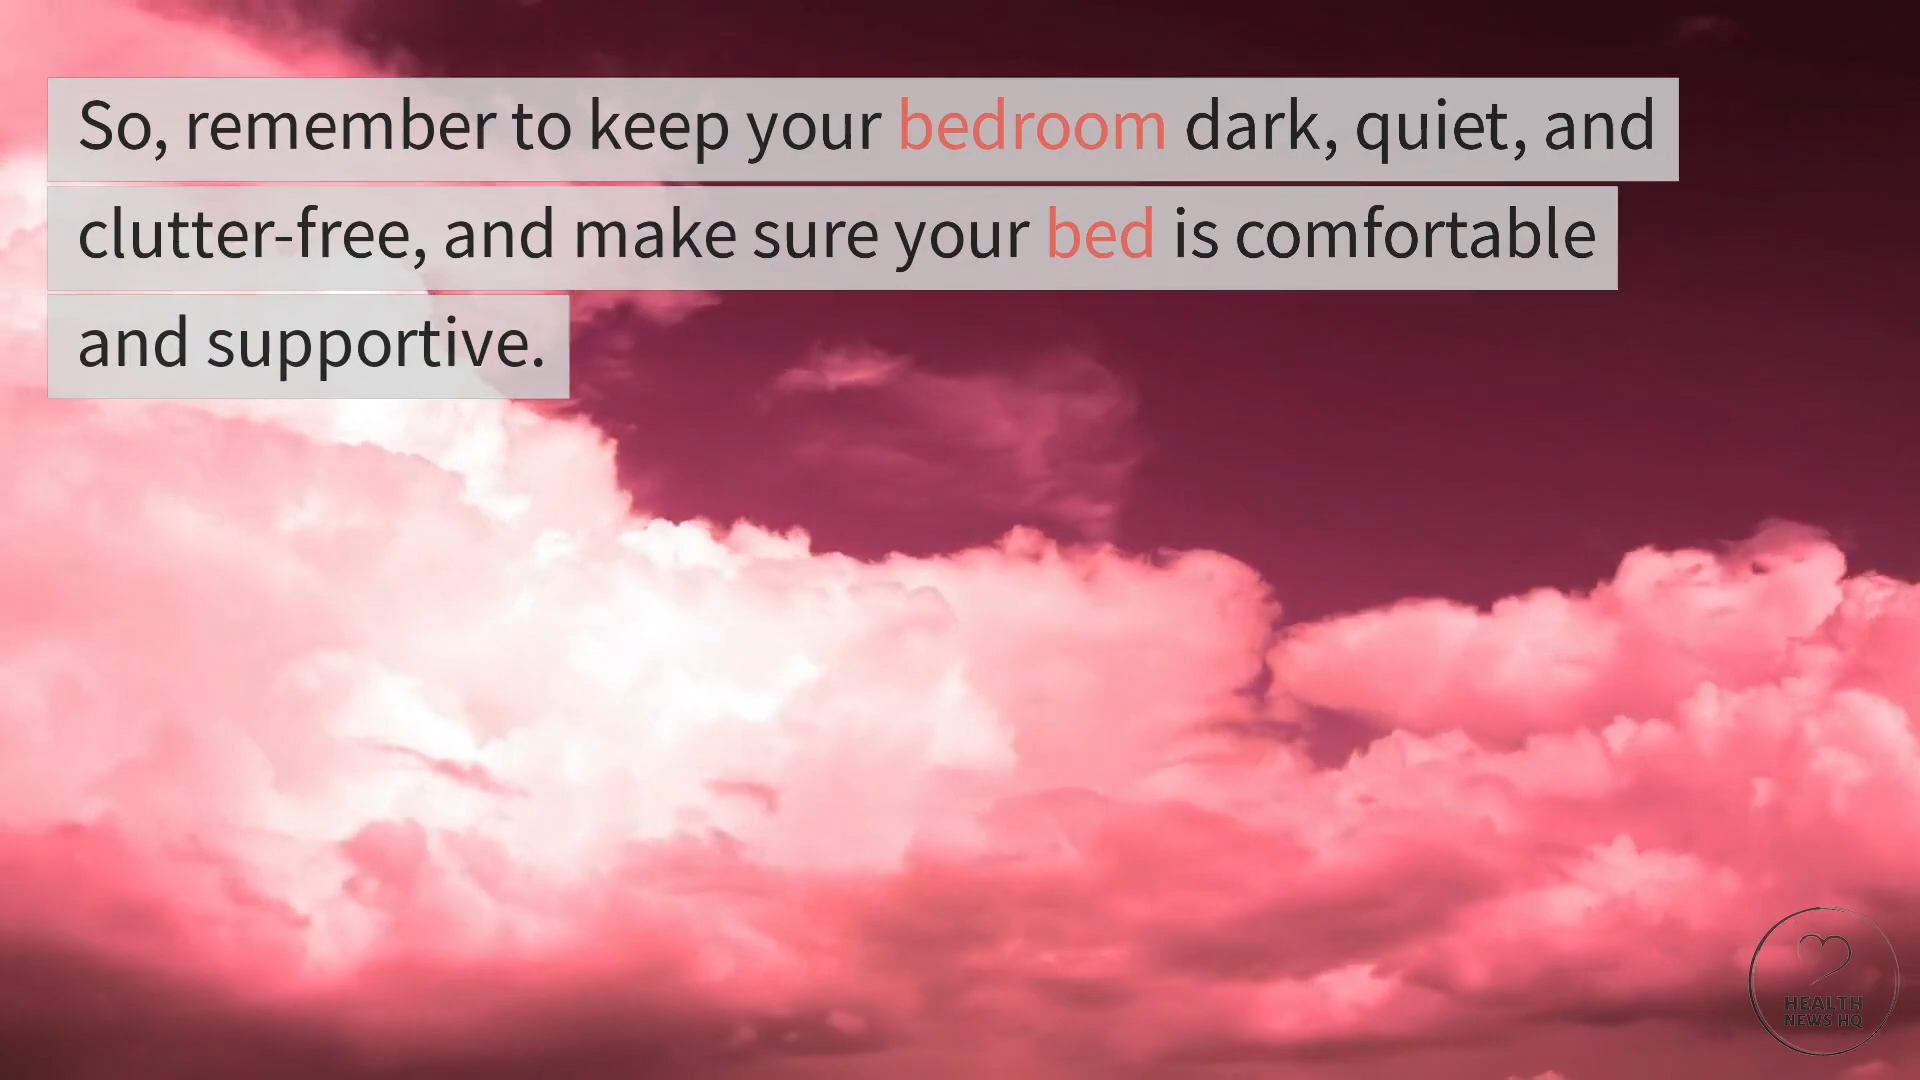 So, remember to keep your bedroom dark, quiet, and
clutter-free, and make sure your bed is comfortable
and supportive.
HEALTH
NEWS HQ